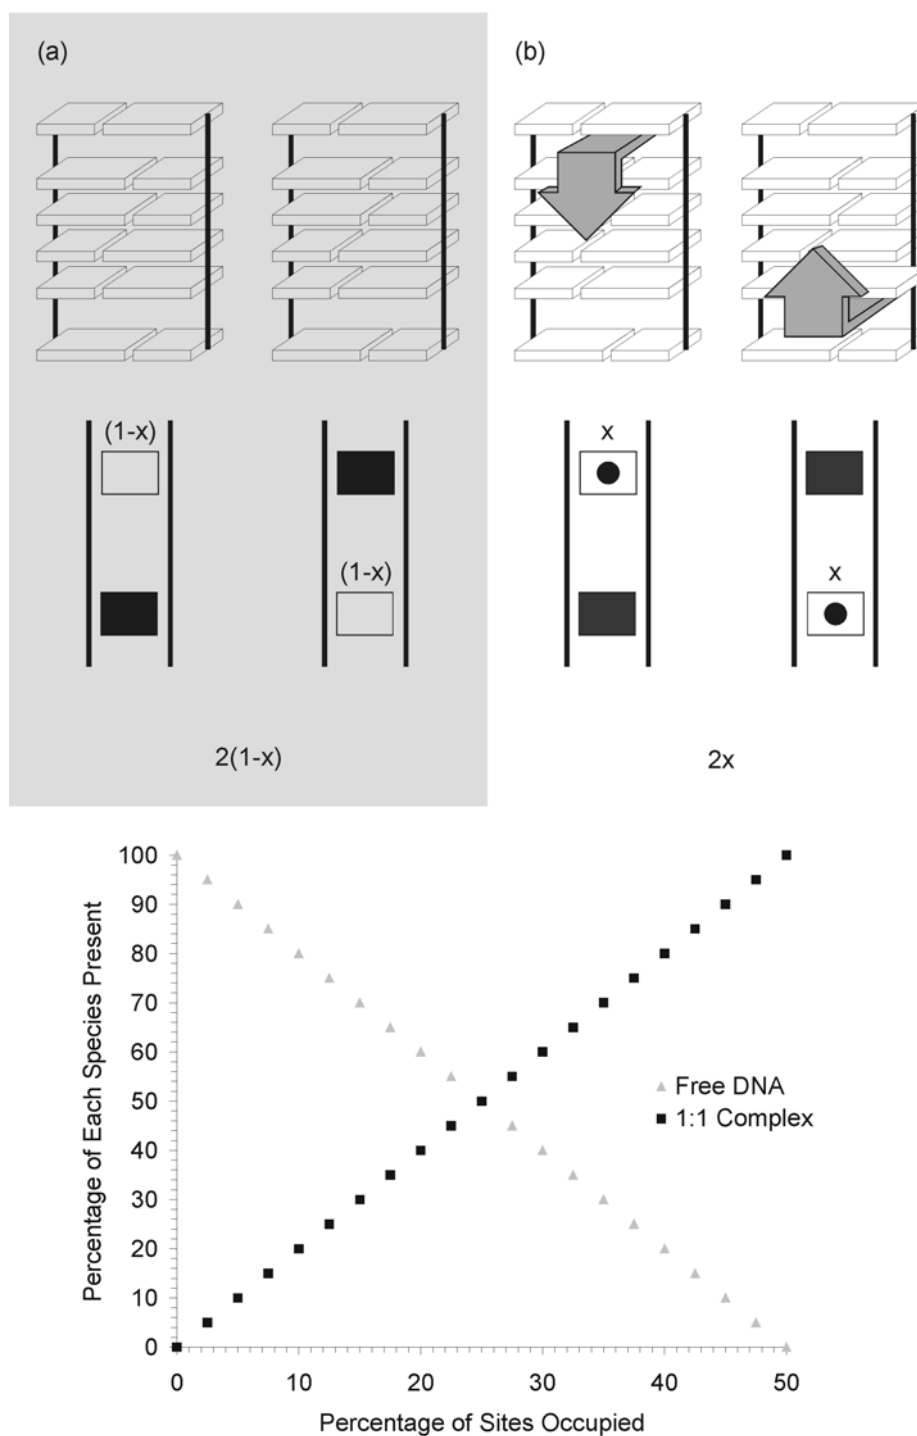 (a)
(b)
(1-x)
(1-x)
x
x
2(1-x)
2x
100
90
80
70
60
50
40
30
20
10
0
Percentage of Each Species Present
Free DNA
1:1 Complex
0 10 20 30 40 50
Percentage of Sites Occupied